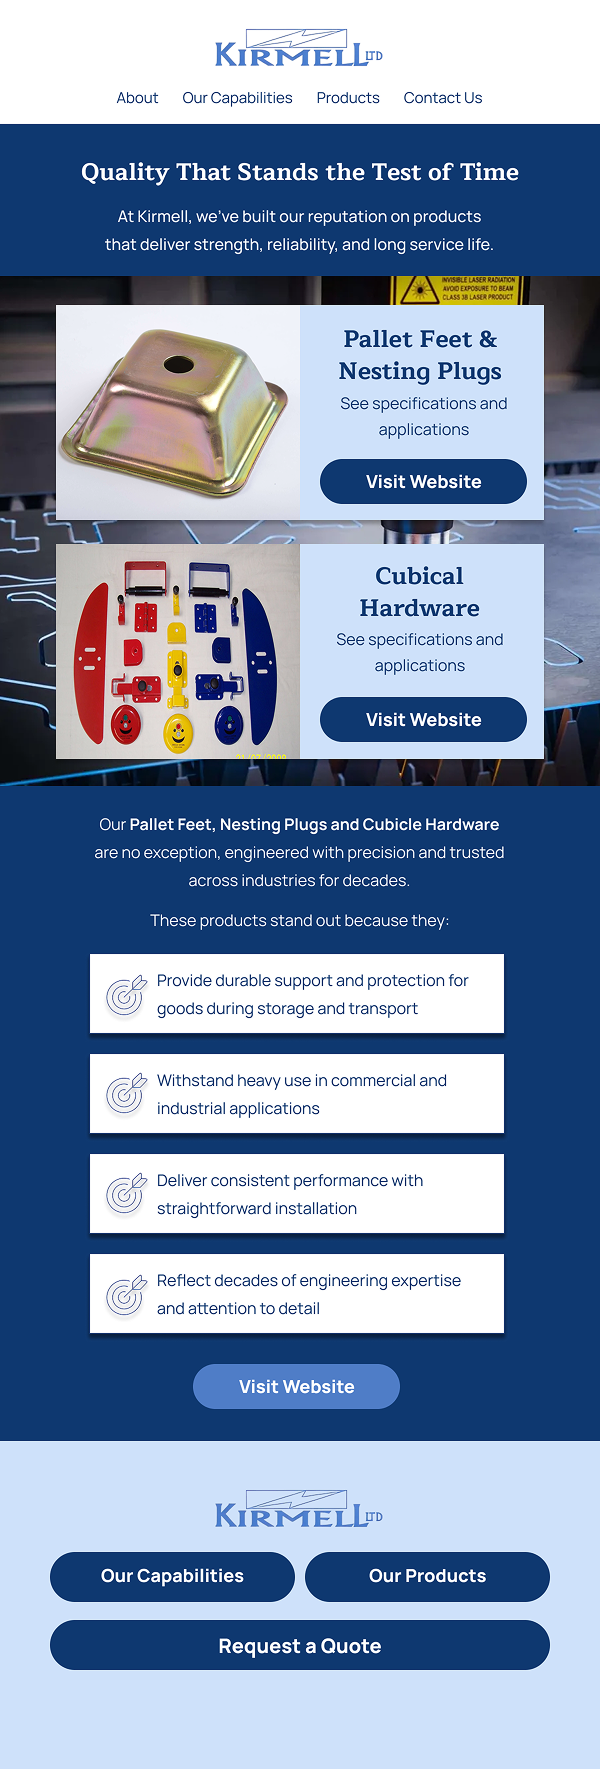 KIRMELL LTD
About Our Capabilities Products Contact Us
Quality That Stands the Test of Time
At Kirmell, we've built our reputation on products
that deliver strength, reliability, and long service life.
INVISIBLE LASER RADIATION
AVOID EXPOSURE TO BEAM
CLASS 3B LASER PRODUCT
Pallet Feet &
Nesting Plugs
See specifications and
applications
Visit Website
Cubical
Hardware
See specifications and
applications
Visit Website
Our Pallet Feet, Nesting Plugs and Cubicle Hardware
are no exception, engineered with precision and trusted
across industries for decades.
These products stand out because they:
Provide durable support and protection for
goods during storage and transport
Withstand heavy use in commercial and
industrial applications
Deliver consistent performance with
straightforward installation
Reflect decades of engineering expertise
and attention to detail
Visit Website
KIRMELL LTD
Our Capabilities Our Products
Request a Quote